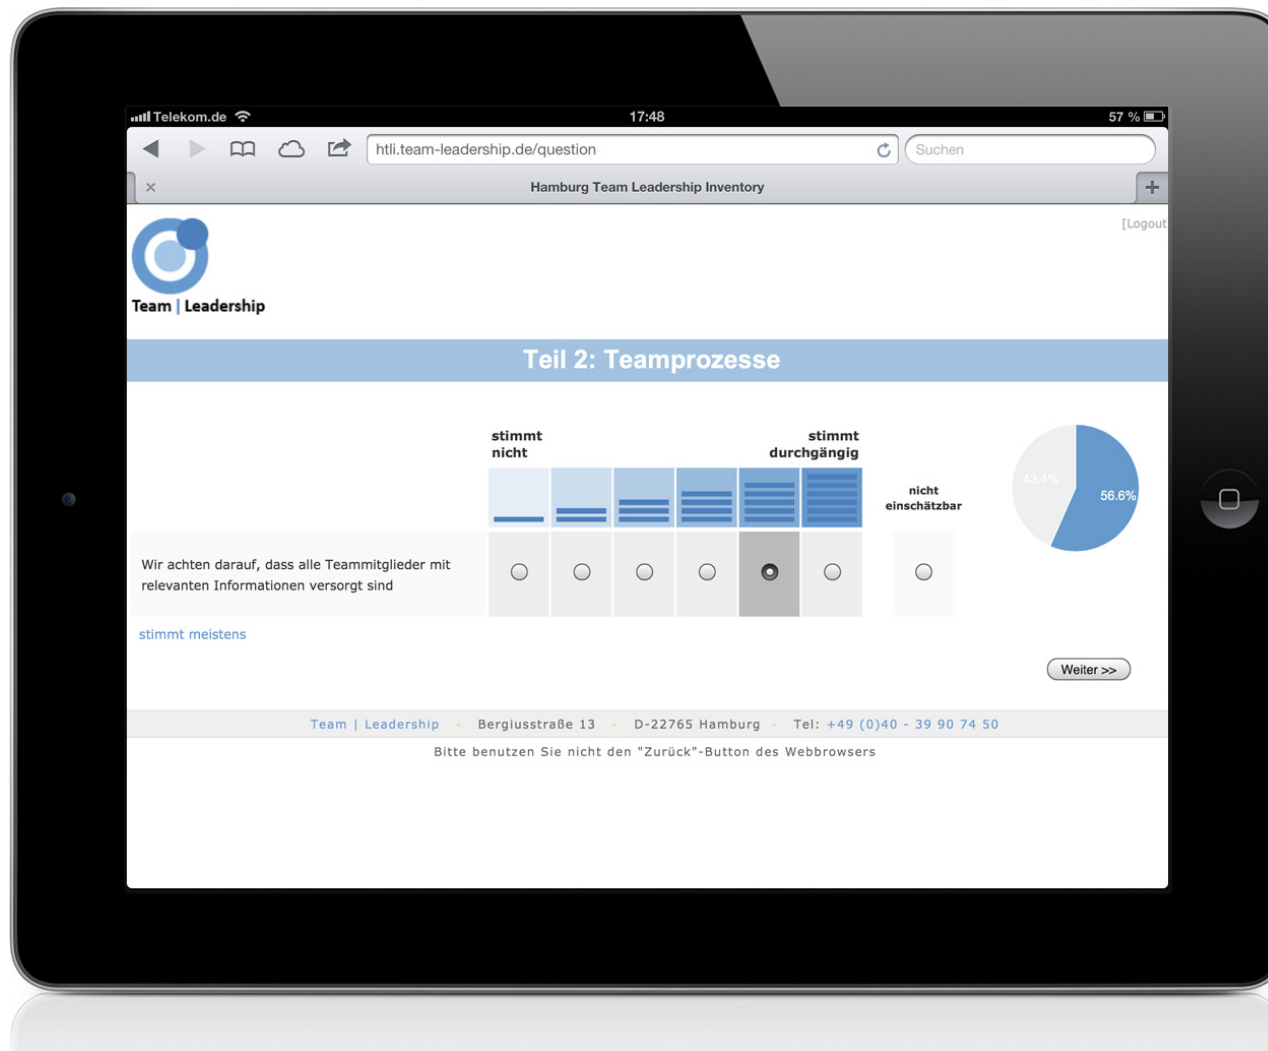 Telekom.de
17:48
57 %
htli.team-leadership.de/question
Suchen
Hamburg Team Leadership Inventory
[Logout
Team | Leadership
Teil 2: Teamprozesse
stimmt
nicht
stimmt
durchgängig
nicht
einschätzbar
43.4%
56.6%
Wir achten darauf, dass alle Teammitglieder mit
relevanten Informationen versorgt sind
stimmt meistens
Weiter >>
Team | Leadership - Bergiusstraße 13 - D-22765 Hamburg - Tel: +49 (0)40 - 39 90 74 50
Bitte benutzen Sie nicht den "Zurück"-Button des Webbrowsers